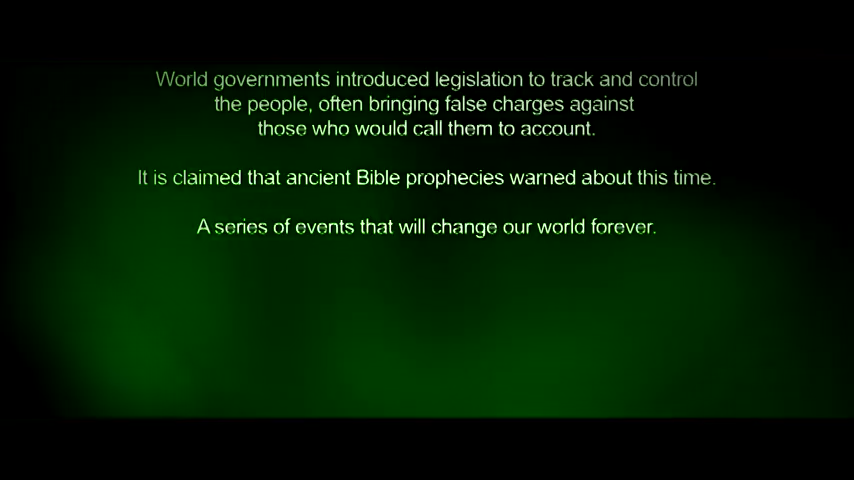 World governments introduced legislation to track and control
the people, often bringing false charges against
those who would call them to account.
It is claimed that ancient Bible prophecies warned about this time.
A series of events that will change our world forever.